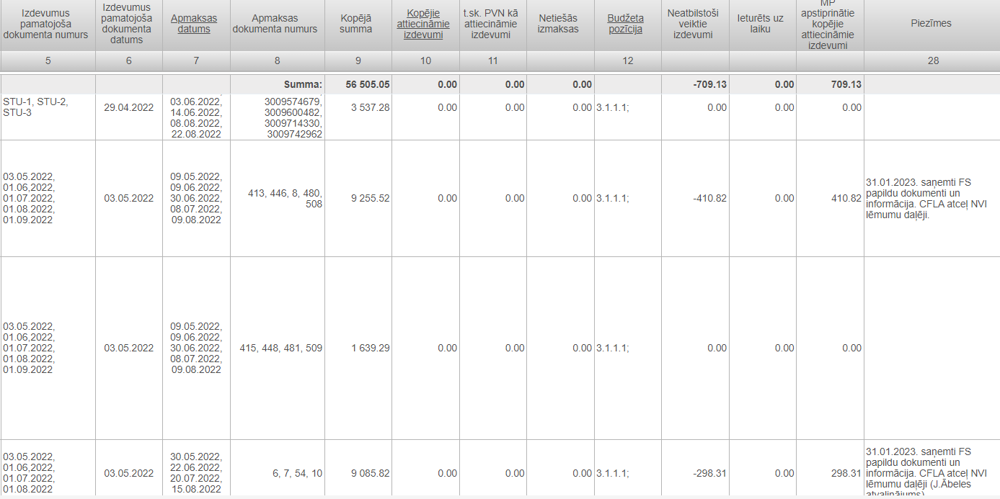 Izdevumus
pamatojoša
dokumenta numurs
Izdevumus
pamatojoša
dokumenta
datums
Apmaksas
datums
Apmaksas
dokumenta numurs
Kopējā
summa
Kopējie
attiecināmie
izdevumi
t.sk. PVN kā
attiecināmie
izdevumi
Netiešās
izmaksas
Budžeta
pozīcija
Neatbilstoši
veiktie
izdevumi
Ieturēts uz
laiku
MP
apstiprinātie
kopējie
attiecināmie
izdevumi
Piezīmes
5 6 7 8 9 10 11 12 28
Summa: 56 505.05 0.00 0.00 0.00 -709.13 0.00 709.13
STU-1, STU-2,
STU-3
29.04.2022
03.06.2022,
14.06.2022,
08.08.2022,
22.08.2022
3009574679,
3009600482,
3009714330,
3009742962
3 537.28 0.00 0.00 0.00 3.1.1.1; 0.00 0.00 0.00
03.05.2022,
01.06,2022,
01.07.2022,
01.08.2022,
01.09.2022
03.05.2022
09.05.2022,
09.06.2022,
30.06.2022,
08.07.2022,
09.08.2022
413, 446, 8, 480,
508
9 255.52 0.00 0.00 0.00 3.1.1.1; -410.82 0.00 410.82
31.01.2023. saņemti FS
papildu dokumenti un
informācija. CFLA atceļ NVI
lēmumu daļēji.
03.05.2022,
01.06,2022,
01.07.2022,
01.08.2022,
01.09.2022
03.05.2022
09.05.2022,
09.06.2022,
30.06.2022,
08.07.2022,
09.08.2022
415, 448, 481, 509 1 639.29 0.00 0.00 0.00 3.1.1.1; 0.00 0.00 0.00
03.05.2022,
01.06,2022,
01.07.2022,
01.08.2022
03.05.2022
30.05.2022,
22.06.2022,
20.07.2022,
15.08.2022
6, 7, 54, 10 9 085.82 0.00 0.00 0.00 3.1.1.1; -298.31 0.00 298.31
31.01.2023. saņemti FS
papildu dokumenti un
informācija. CFLA atceļ NVI
lēmumu daļēji (J.Ābeles
atvaļinājums)